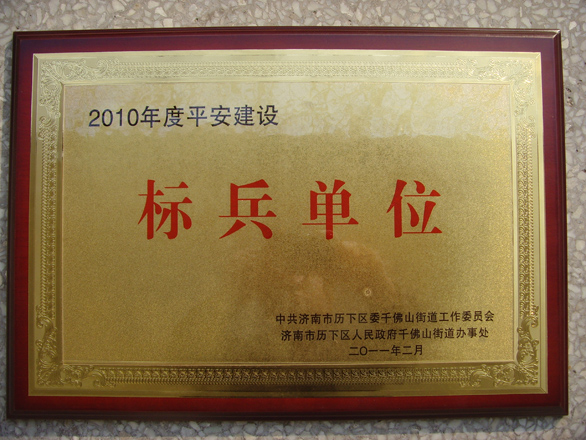 2010年度平安建设
标兵单位
中共济南市历下区委千佛山街道工作委员会
济南市历下区人民政府千佛山街道办事处
二〇一一年二月